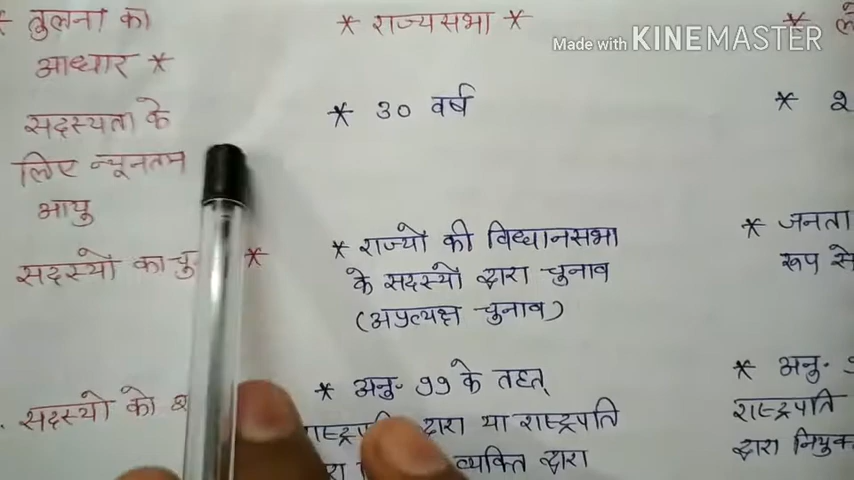 * तुलना का
आधार *
* राज्यसभा *
*
Made with KINEMASTER
सदस्यता के
लिए न्यूनतम
आयु
* 30 वर्ष
* २
सदस्यों का चु
*
* राज्यों की विधानसभा
के सदस्यों द्वारा चुनाव
(अप्रत्यक्ष चुनाव)
* जनता
रूप से
सदस्यो को
* अनु॰ 99 के तहत्
द्वारा या राष्ट्रपति
व्यक्ति द्वारा
* अनु॰
राष्ट्रपति
द्वारा